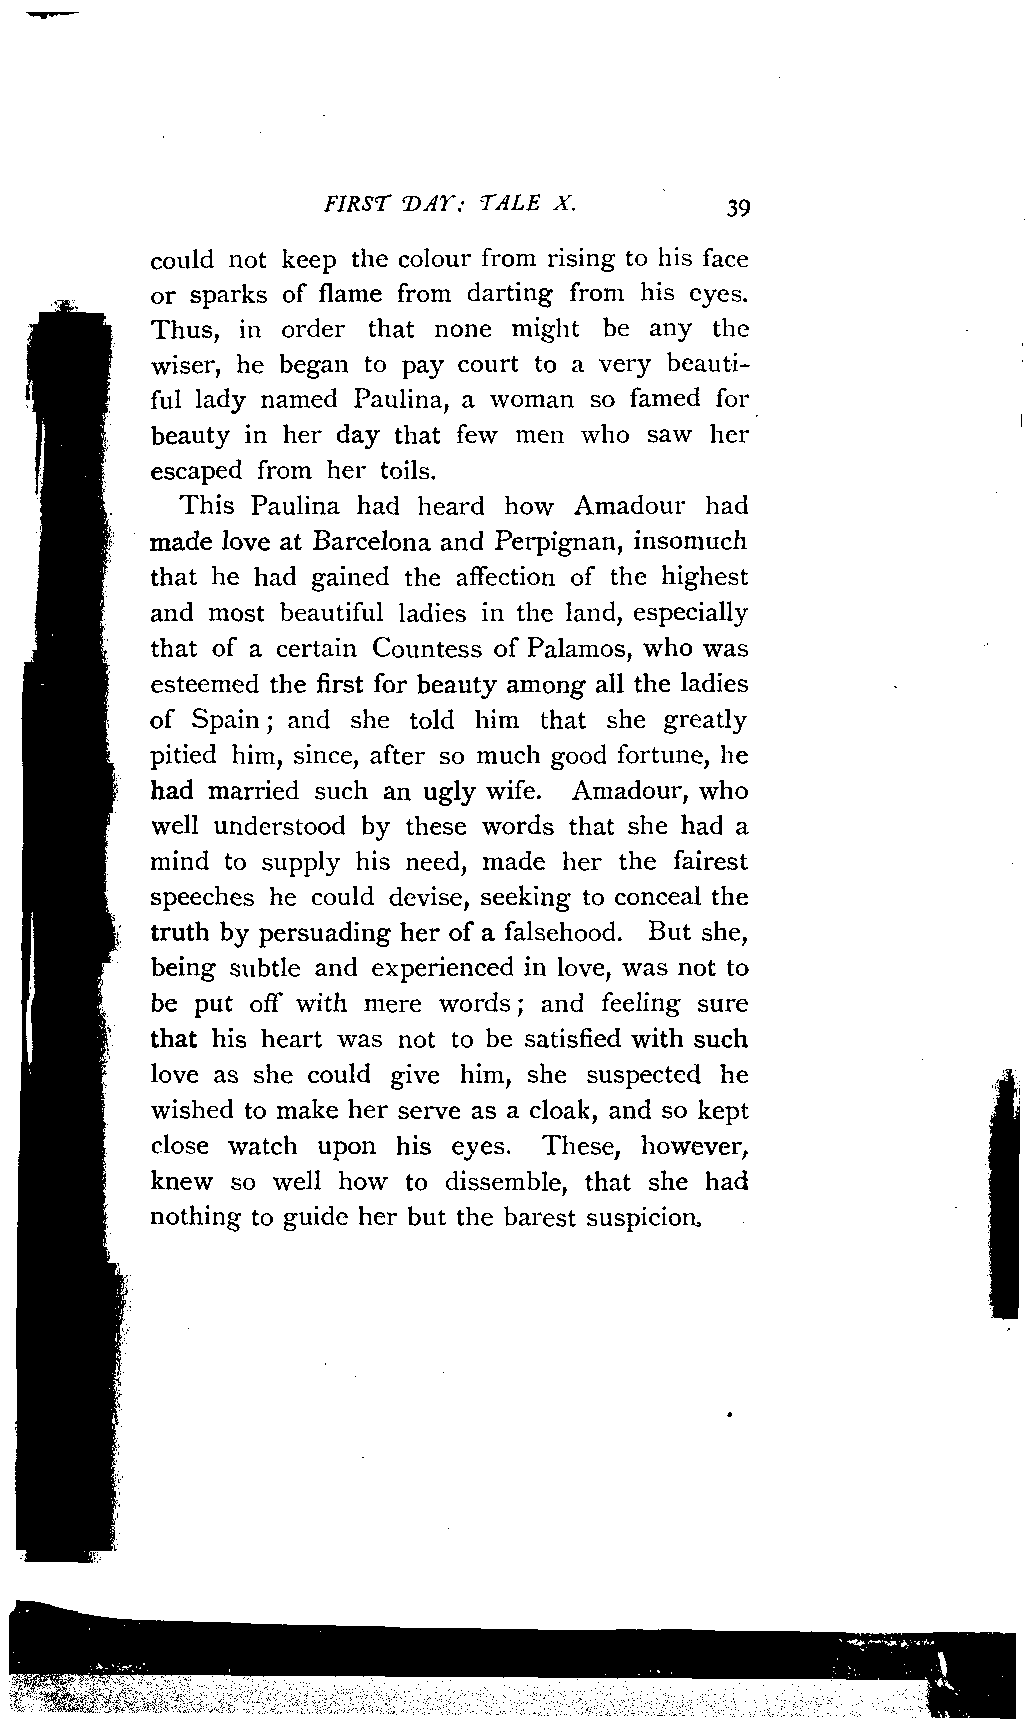 FIRST DAY: TALE X. 39
could not keep the colour from rising to his face
or sparks of flame from darting from his eyes.
Thus, in order that none might be any the
wiser, he began to pay court to a very beauti-
ful lady named Paulina, a woman so famed for
beauty in her day that few men who saw her
escaped from her toils.
This Paulina had heard how Amadour had
made love at Barcelona and Perpignan, insomuch
that he had gained the affection of the highest
and most beautiful ladies in the land, especially
that of a certain Countess of Palamos, who was
esteemed the first for beauty among all the ladies
of Spain; and she told him that she greatly
pitied him, since, after so much good fortune, he
had married such an ugly wife. Amadour, who
well understood by these words that she had a
mind to supply his need, made her the fairest
speeches he could devise, seeking to conceal the
truth by persuading her of a falsehood. But she,
being subtle and experienced in love, was not to
be put off with mere words; and feeling sure
that his heart was not to be satisfied with such
love as she could give him, she suspected he
wished to make her serve as a cloak, and so kept
close watch upon his eyes. These, however,
knew so well how to dissemble, that she had
nothing to guide her but the barest suspicion.